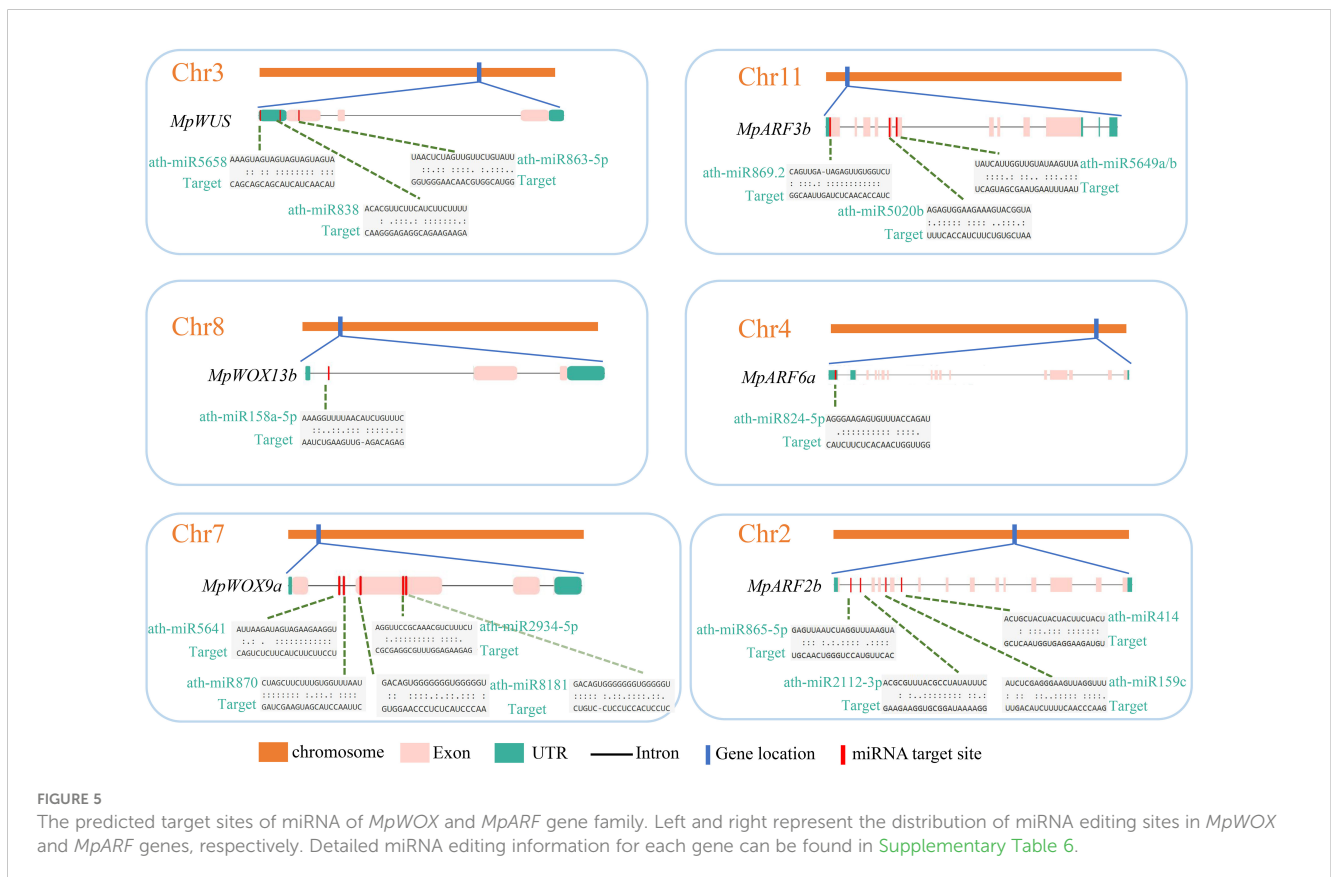 Chr3
MpWUS
ath-miR5658 AAAGUAGUAGUAGUAGUAGUA
Target CAGCAGCAGCAUCAUCAACAU
UAACUCUAGUUGUUCUGUAUU ath-miR863-5p
GGUGGGAACAACGUGGCAUGG Target
ath-miR838 ACACGUUCUUCAUCUUCUUUU
Target CAAGGGAGAGGCAGAAGAAGA
Chr11
MpARF3b
ath-miR869.2 CAGUUGA-UAGAGUUGUGGUCU
Target GGCAAUUGAUCUCAACACCAUC
UAUCAUUGGUUGUAUAAGUUA ath-miR5649a/b
UCAGUAGCGAAUGAAUUUAAU Target
ath-miR5020b AGAGUGGAAGAAAGUACGGUA
Target UUUCACCAUCUUCUGUGCUAA
Chr8
MpWOX13b
ath-miR158a-5p AAAGGUUUUAACAUCUGUUUC
Target AAUCUGAAGUUG-AGACAGAG
Chr4
MpARF6a
ath-miR824-5p AGGGAAGAGUGUUUACCAGAU
Target CAUCUUCUCACAACUGGUUGG
Chr7
MpWOX9a
ath-miR5641 AUUAAGAUAGUAGAAGAAGGU
Target CAGUCUCUUCAUCUUCUUCCU
AGGUUCCGCAAACGUCUUUCU ath-miR2934-5p
CGCGAGGCGUUUGGAGAAGAG Target
ath-miR870 CUAGCUUCUUUGUGGUUUAAU
Target GAUCGAAGUAGCAUCCAAUUC
GACAGUGGGGGGGUGGGGGU
GUGGAACCCUCUCAUCCCAA
ath-miR8181 GACAGUGGGGGGGUGGGGGU
Target CUGUC-CUCCUCCACUCCUC
Chr2
MpARF2b
ath-miR865-5p GAGUUAAUCUAGGUUUAAGUA
Target UGCAACUGGGUCCAUGUUCAC
ACUGCUACUACUACUUCUACU ath-miR414
GCUCAAUGGUGAGGAAGAUGU Target
ath-miR2112-3p ACGCGUUUACGCCUAUAUUUC
Target GAAGAAGGUGCGGAUAAAAGG
AUCUCGAGGGAAGUUAGGUUU ath-miR159c
UUGACAUCUUUUCAACCCAAG Target
chromosome Exon UTR Intron Gene location miRNA target site
FIGURE 5
The predicted target sites of miRNA of MpWOX and MpARF gene family. Left and right represent the distribution of miRNA editing sites in MpWOX
and MpARF genes, respectively. Detailed miRNA editing information for each gene can be found in Supplementary Table 6.